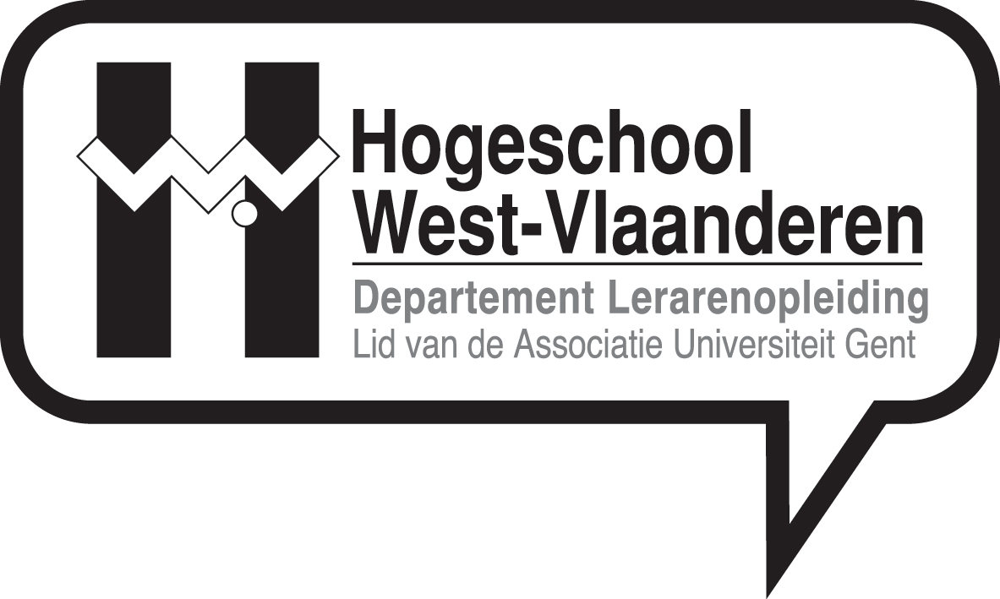 Hogeschool
West-Vlaanderen
Departement Lerarenopleiding
Lid van de Associatie Universiteit Gent